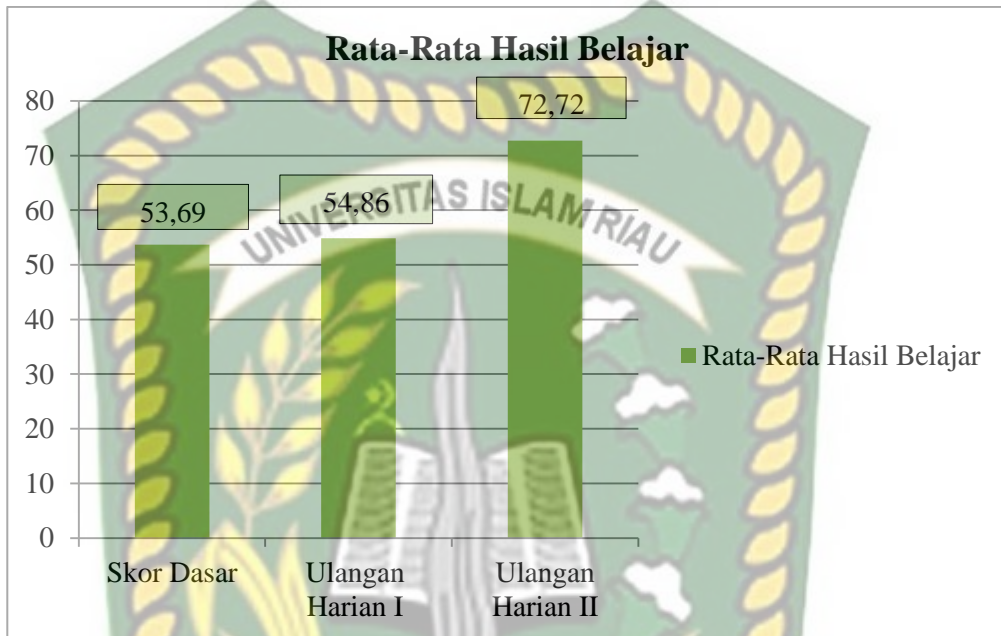 Rata-Rata Hasil Belajar
80
70
60
50
40
30
20
10
0
53,69
54,86
72,72
UNIVERSITAS ISLAM RIAU
Skor Dasar
Ulangan
Harian I
Ulangan
Harian II
Rata-Rata Hasil Belajar